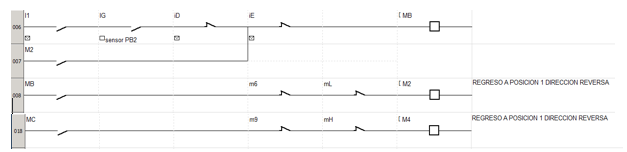 I1 IG iD iE [ MB
006
sensor PB2
M2
007
MB m6 mL [ M2 REGRESO A POSICION 1 DIRECCION REVERSA
008
MC m9 mH [ M4 REGRESO A POSICION 1 DIRECCION REVERSA
018